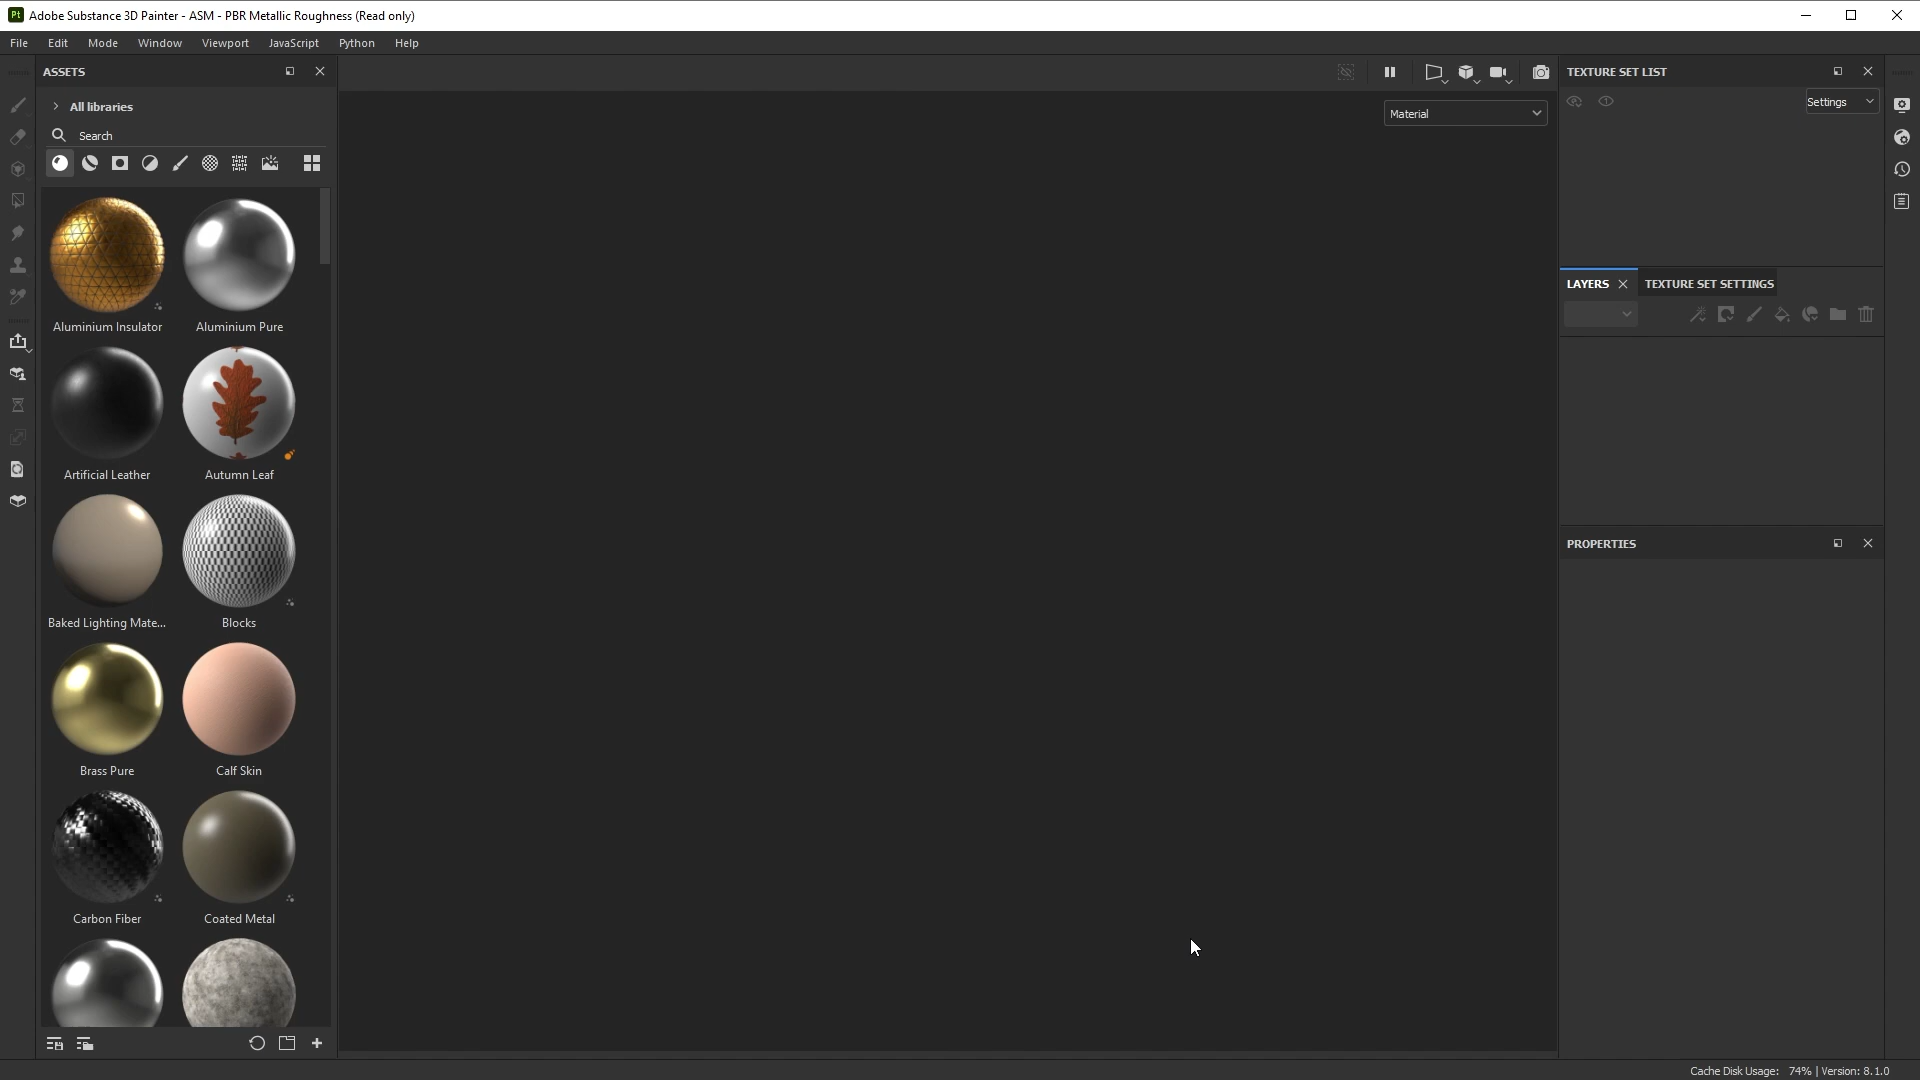 Pt Adobe Substance 3D Painter - ASM - PBR Metallic Roughness (Read only)
File Edit Mode Window Viewport JavaScript Python Help
ASSETS
All libraries
Search
Aluminium Insulator Aluminium Pure
Artificial Leather Autumn Leaf
Baked Lighting Mate... Blocks
Brass Pure Calf Skin
Carbon Fiber Coated Metal
Material
TEXTURE SET LIST
Settings
LAYERS TEXTURE SET SETTINGS
PROPERTIES
Cache Disk Usage: 74% | Version: 8.1.0